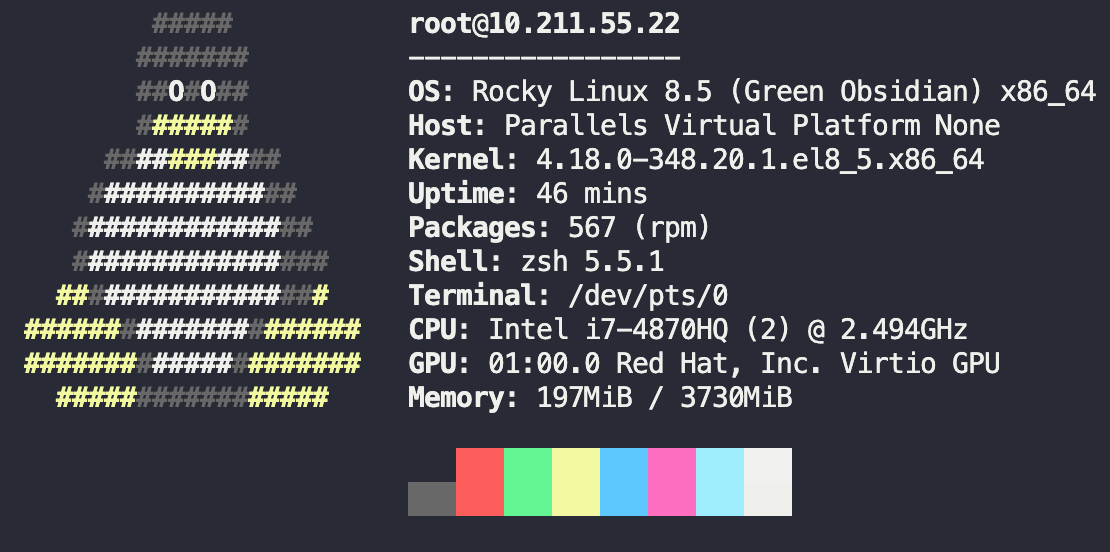 #####
#######
##O#O##
#######
###########
#############
###############
################
#################
#####################
#####################
#################
root@10.211.55.22
-----------------
OS: Rocky Linux 8.5 (Green Obsidian) x86_64
Host: Parallels Virtual Platform None
Kernel: 4.18.0-348.20.1.el8_5.x86_64
Uptime: 46 mins
Packages: 567 (rpm)
Shell: zsh 5.5.1
Terminal: /dev/pts/0
CPU: Intel i7-4870HQ (2) @ 2.494GHz
GPU: 01:00.0 Red Hat, Inc. Virtio GPU
Memory: 197MiB / 3730MiB